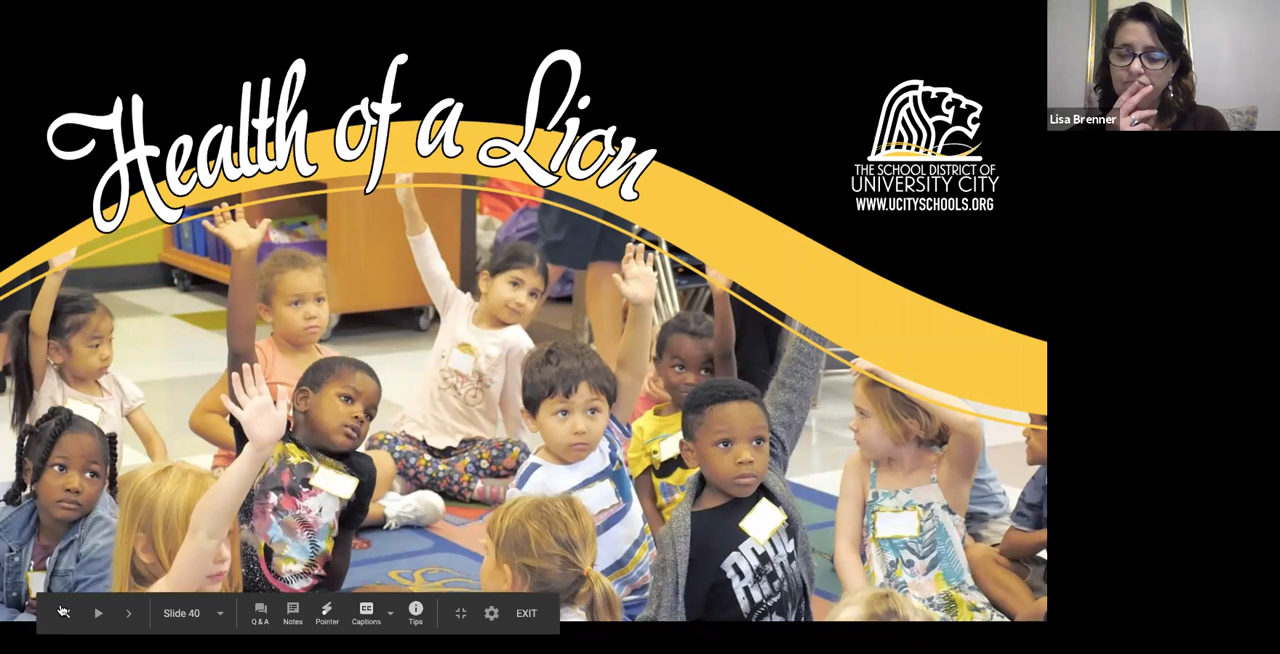 Health of a Lion
THE SCHOOL DISTRICT OF
UNIVERSITY CITY
WWW.UCITYSCHOOLS.ORG
Lisa Brenner
Slide 40
Q & A
Notes
Pointer
Captions
Tips
EXIT